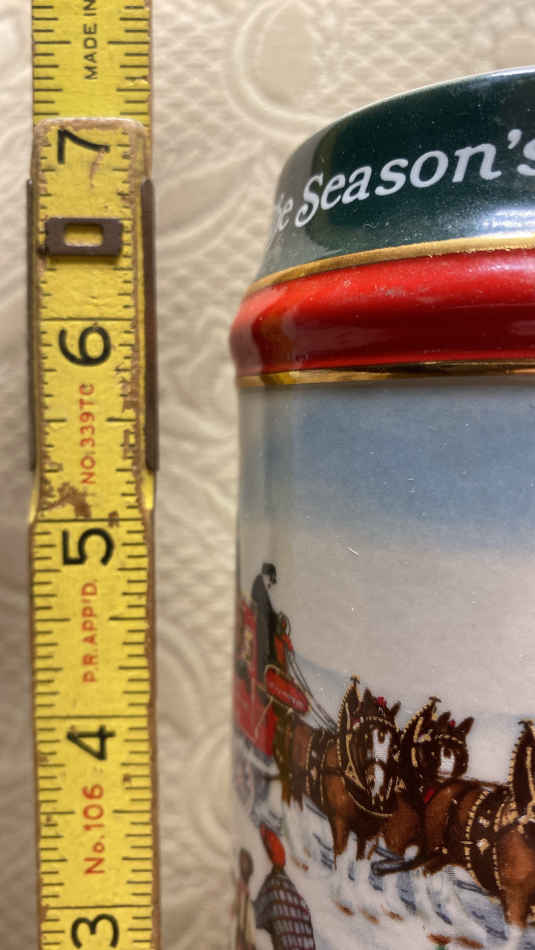 MADE IN
7
6
NO. 339TC
5
P.R. APP'D.
4
No. 106
3
Season's